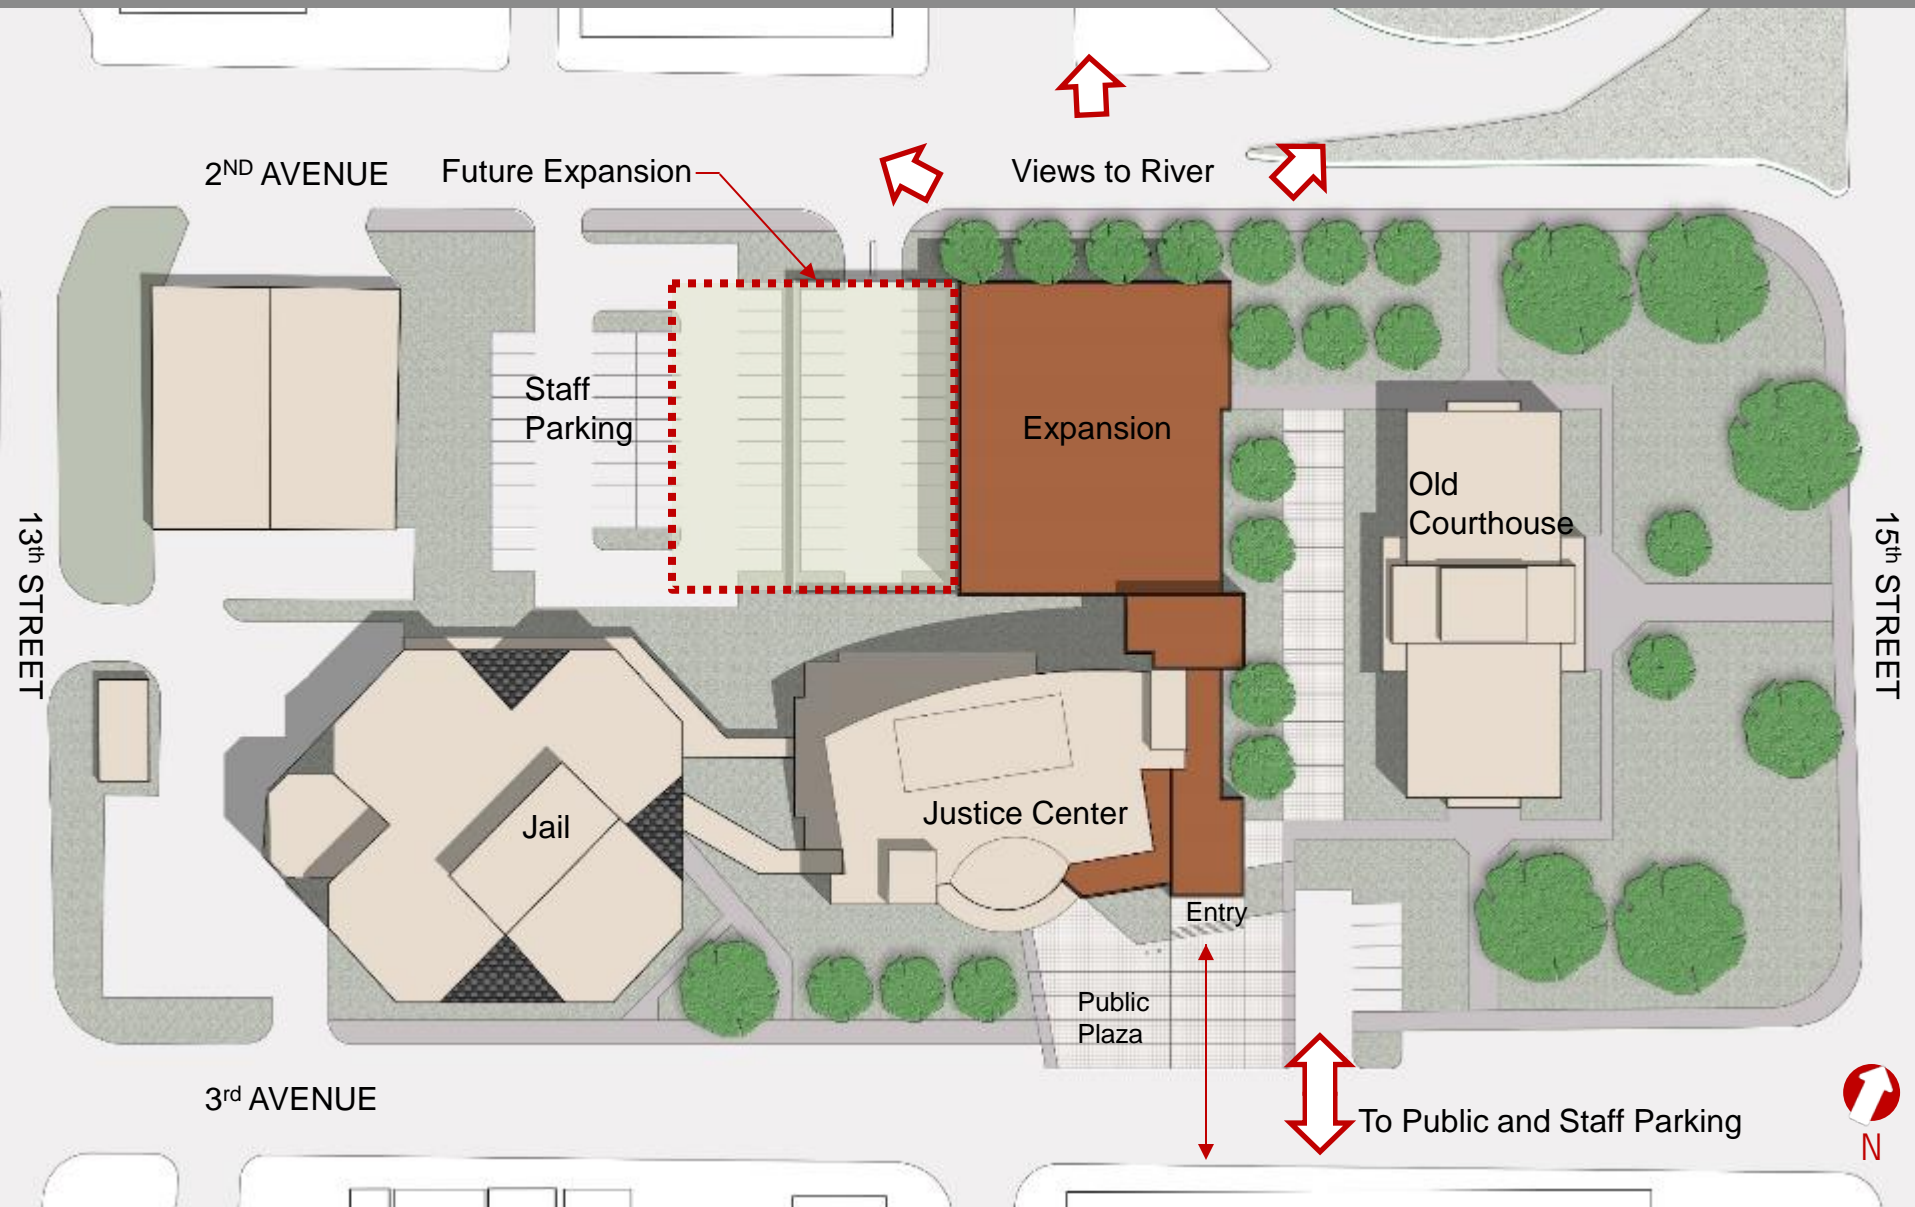 2ND AVENUE
Future Expansion
Views to River
Staff
Parking
Expansion
Old
Courthouse
13th STREET
15th STREET
Jail
Justice Center
Entry
Public
Plaza
3rd AVENUE
To Public and Staff Parking
N